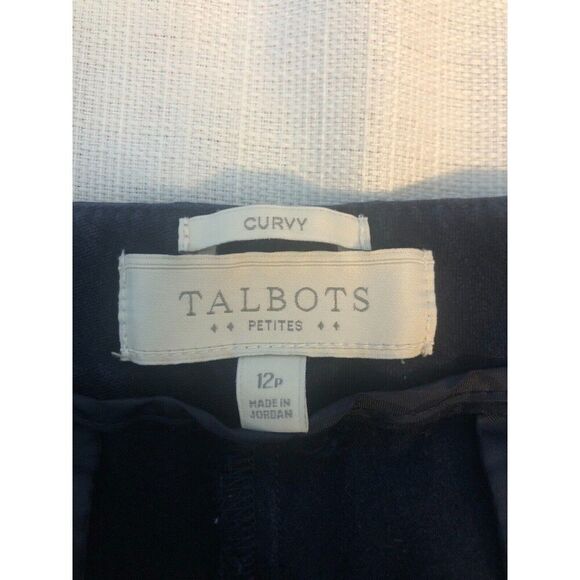 CURVY
TALBOTS
PETITES
12P
MADE IN
JORDAN